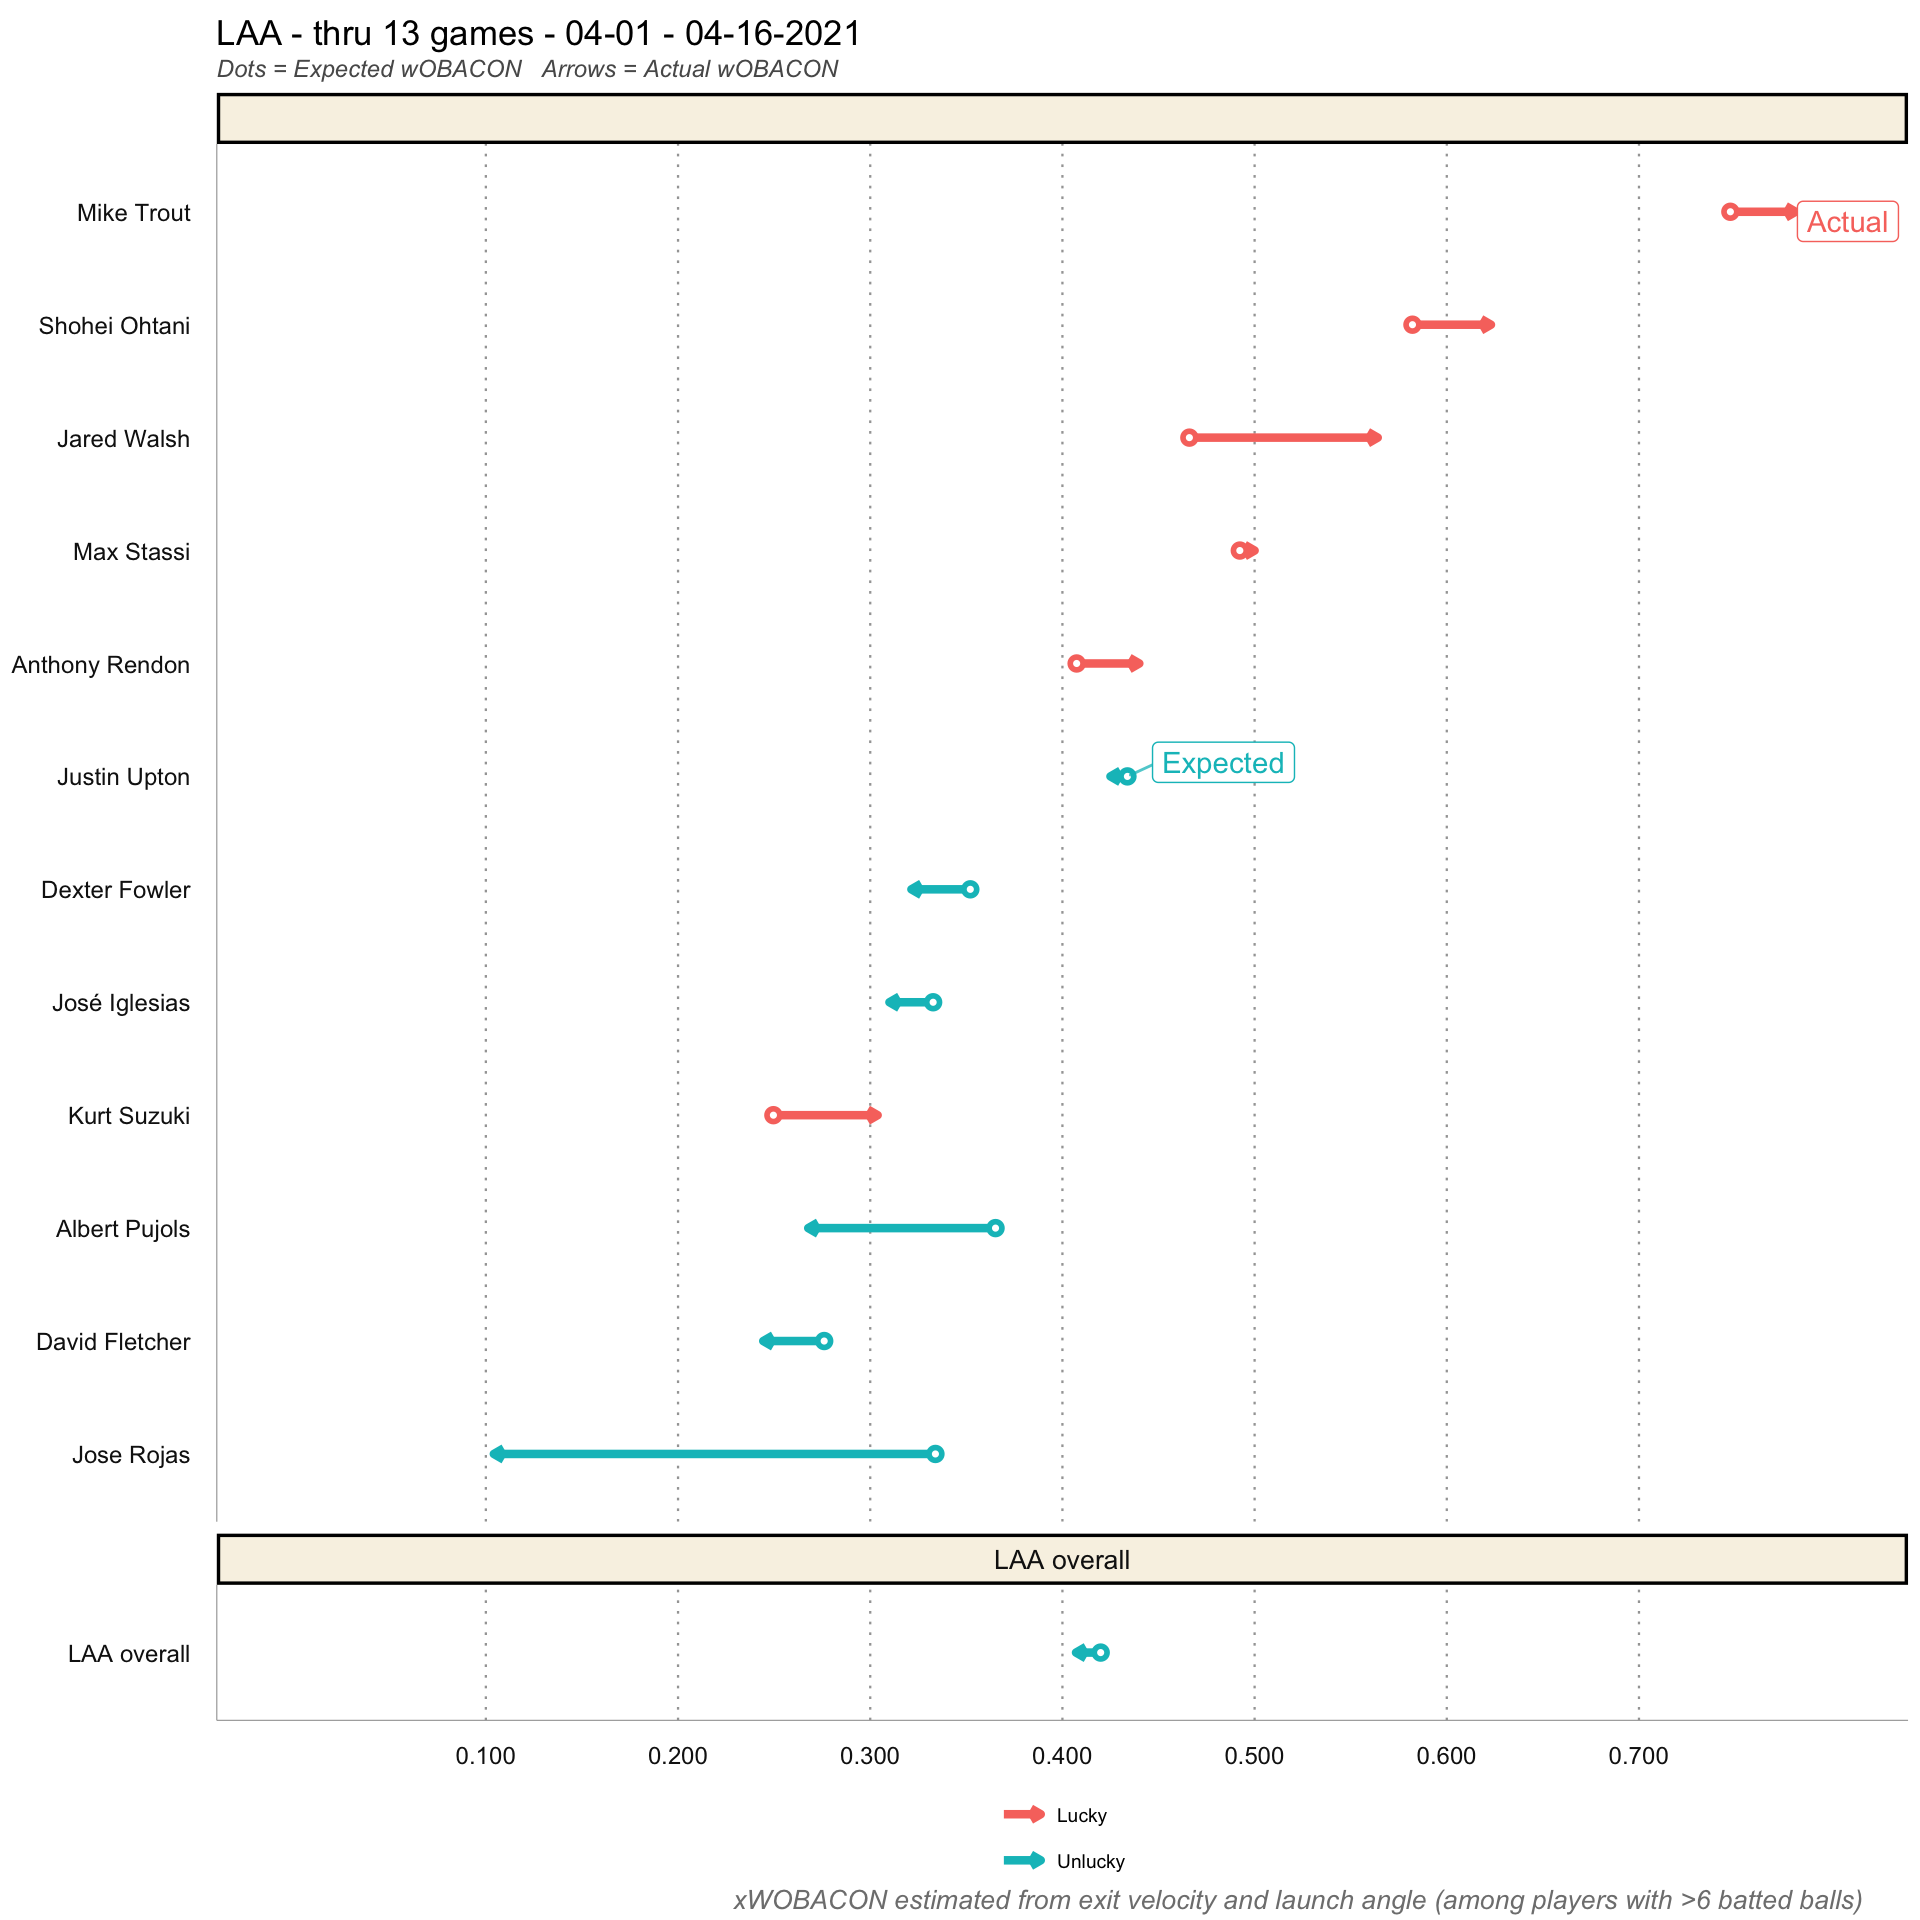 LAA - thru 13 games - 04-01 - 04-16-2021
Dots = Expected wOBACON   Arrows = Actual wOBACON
Mike Trout
Actual
Shohei Ohtani
Jared Walsh
Max Stassi
Anthony Rendon
Justin Upton
Expected
Dexter Fowler
José Iglesias
Kurt Suzuki
Albert Pujols
David Fletcher
Jose Rojas
LAA overall
LAA overall
0.100 0.200 0.300 0.400 0.500 0.600 0.700
Lucky
Unlucky
xWOBACON estimated from exit velocity and launch angle (among players with >6 batted balls)